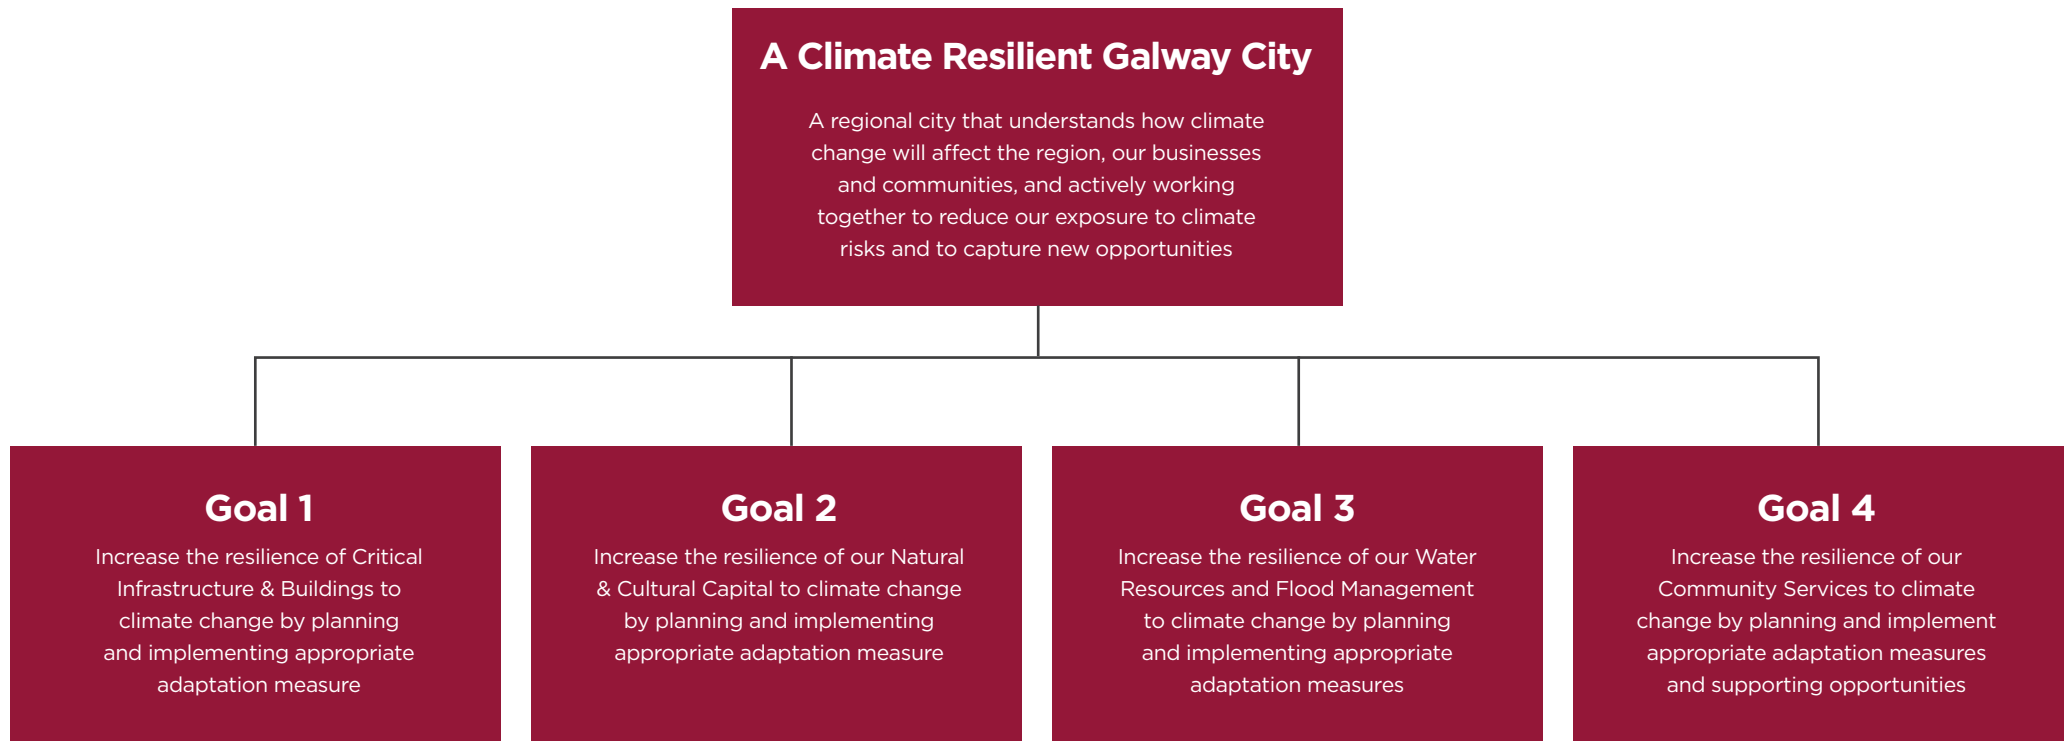 A Climate Resilient Galway City
A regional city that understands how climate
change will affect the region, our businesses
and communities, and actively working
together to reduce our exposure to climate
risks and to capture new opportunities
Goal 1
Increase the resilience of Critical
Infrastructure & Buildings to
climate change by planning
and implementing appropriate
adaptation measure
Goal 2
Increase the resilience of our Natural
& Cultural Capital to climate change
by planning and implementing
appropriate adaptation measure
Goal 3
Increase the resilience of our Water
Resources and Flood Management
to climate change by planning
and implementing appropriate
adaptation measures
Goal 4
Increase the resilience of our
Community Services to climate
change by planning and implement
appropriate adaptation measures
and supporting opportunities